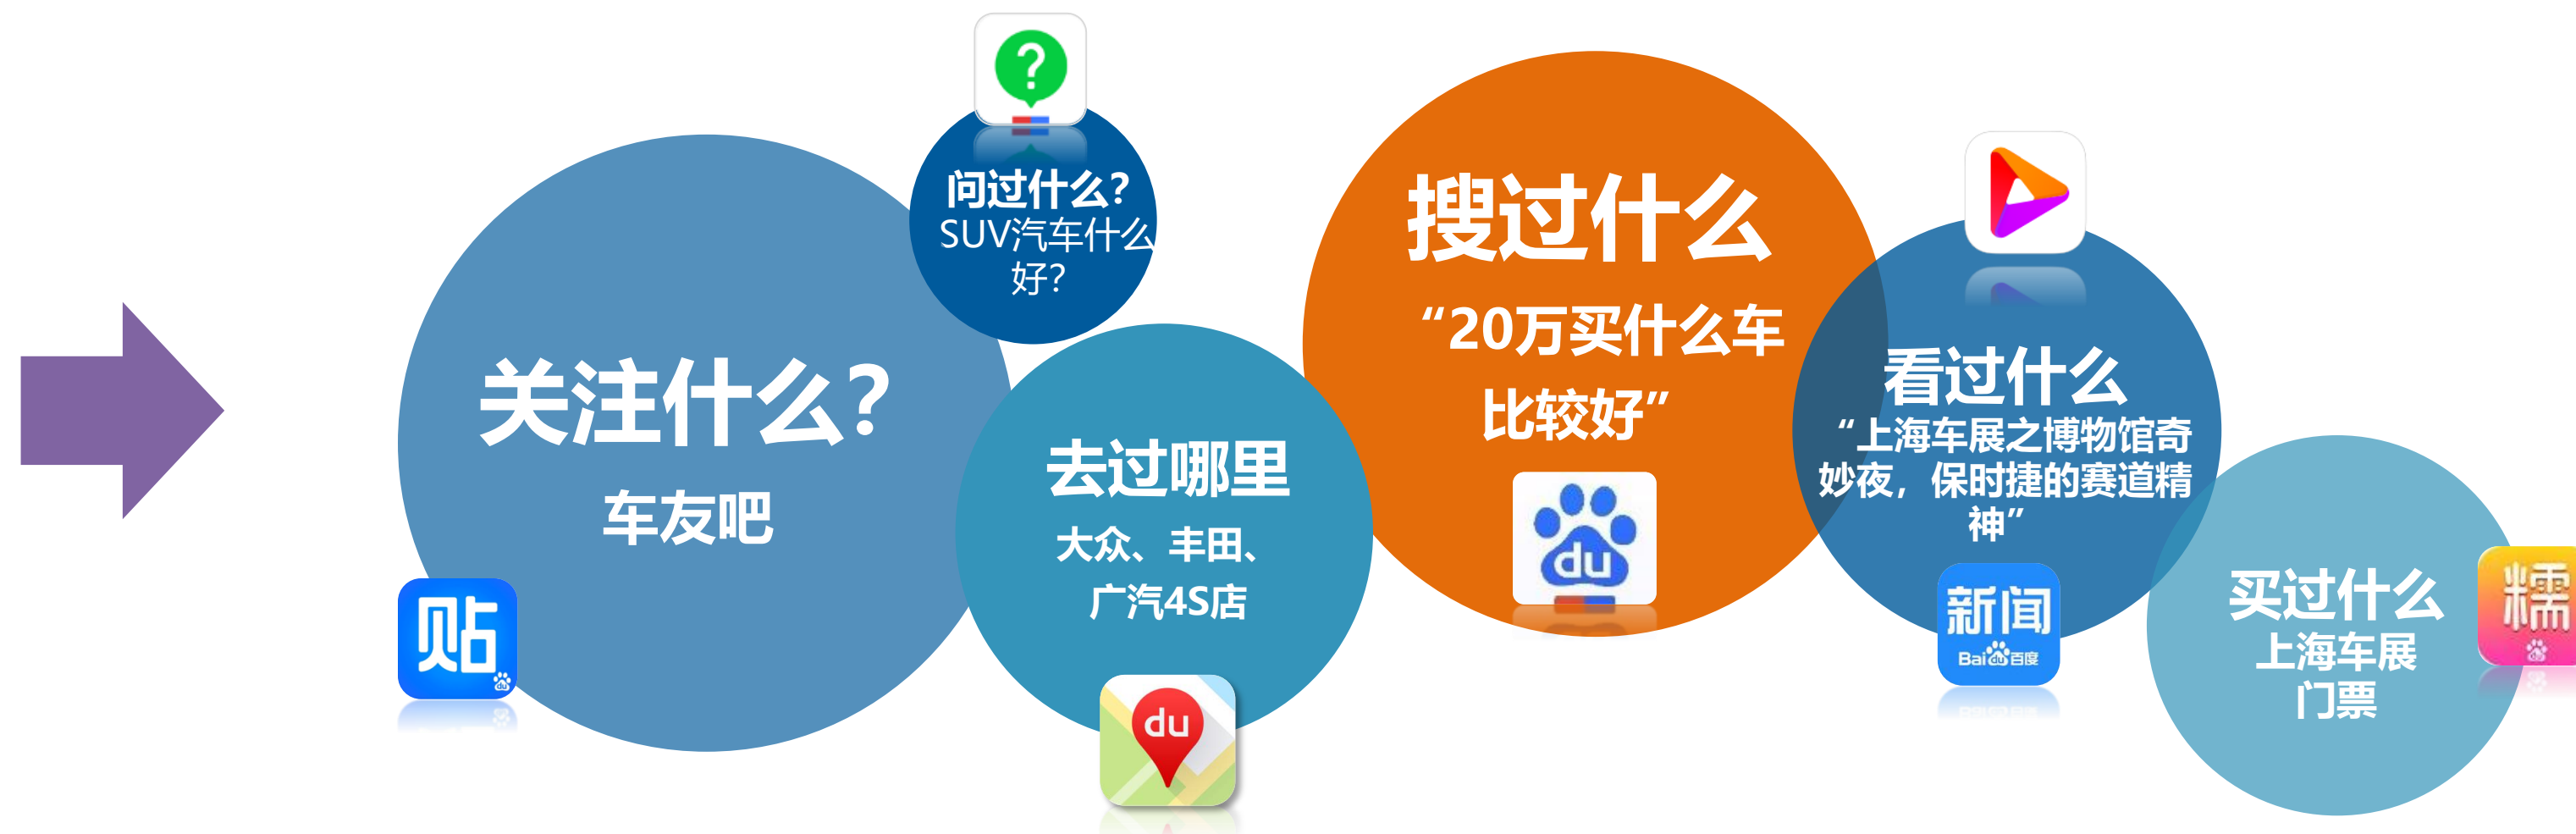 关注什么?
车友吧
贴
du
?
问过什么?
SUV汽车什么
好?
去过哪里
大众、丰田、
广汽4S店
du
搜过什么
“20万买什么车
比较好”
du
看过什么
“上海车展之博物馆奇
妙夜，保时捷的赛道精
神”
新闻
Bai du 百度
买过什么
上海车展
门票
糯